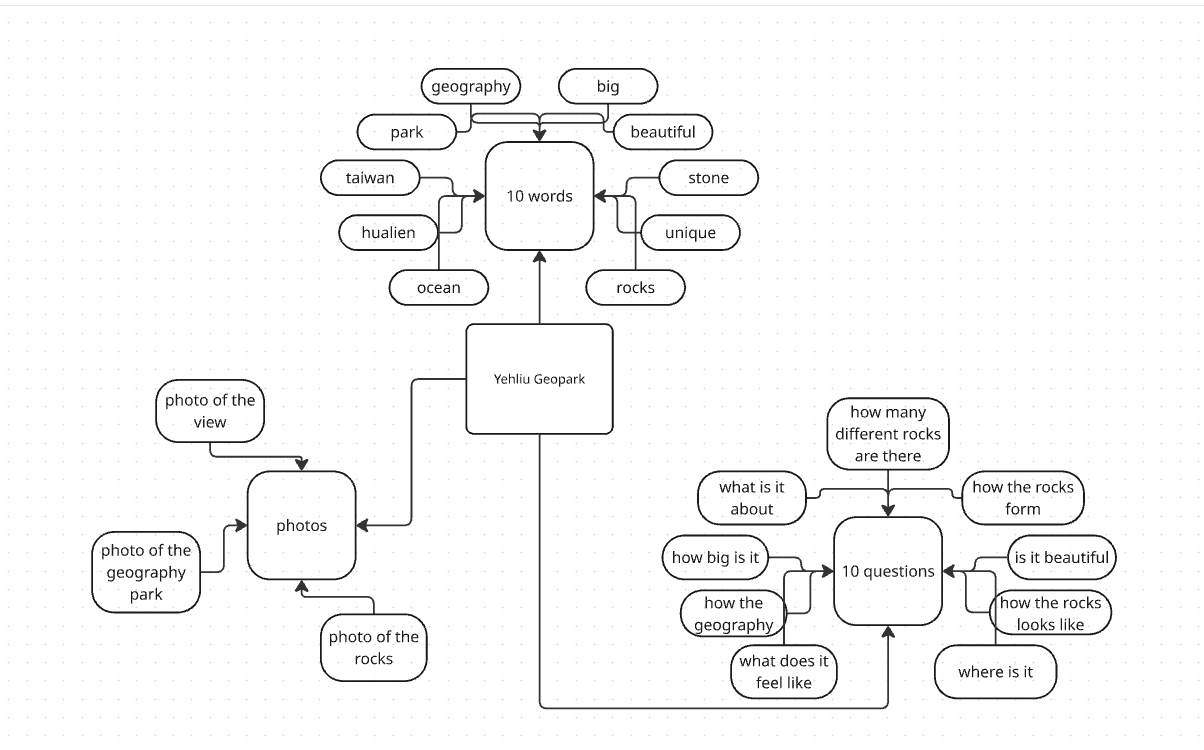 geography
big
park
beautiful
taiwan
10 words
stone
hualien
unique
ocean
rocks
Yehliu Geopark
photo of the
view
photos
photo of the
geography
park
photo of the
rocks
how many
different rocks
are there
what is it
about
how the rocks
form
how big is it
10 questions
is it beautiful
how the
geography
how the rocks
looks like
what does it
feel like
where is it